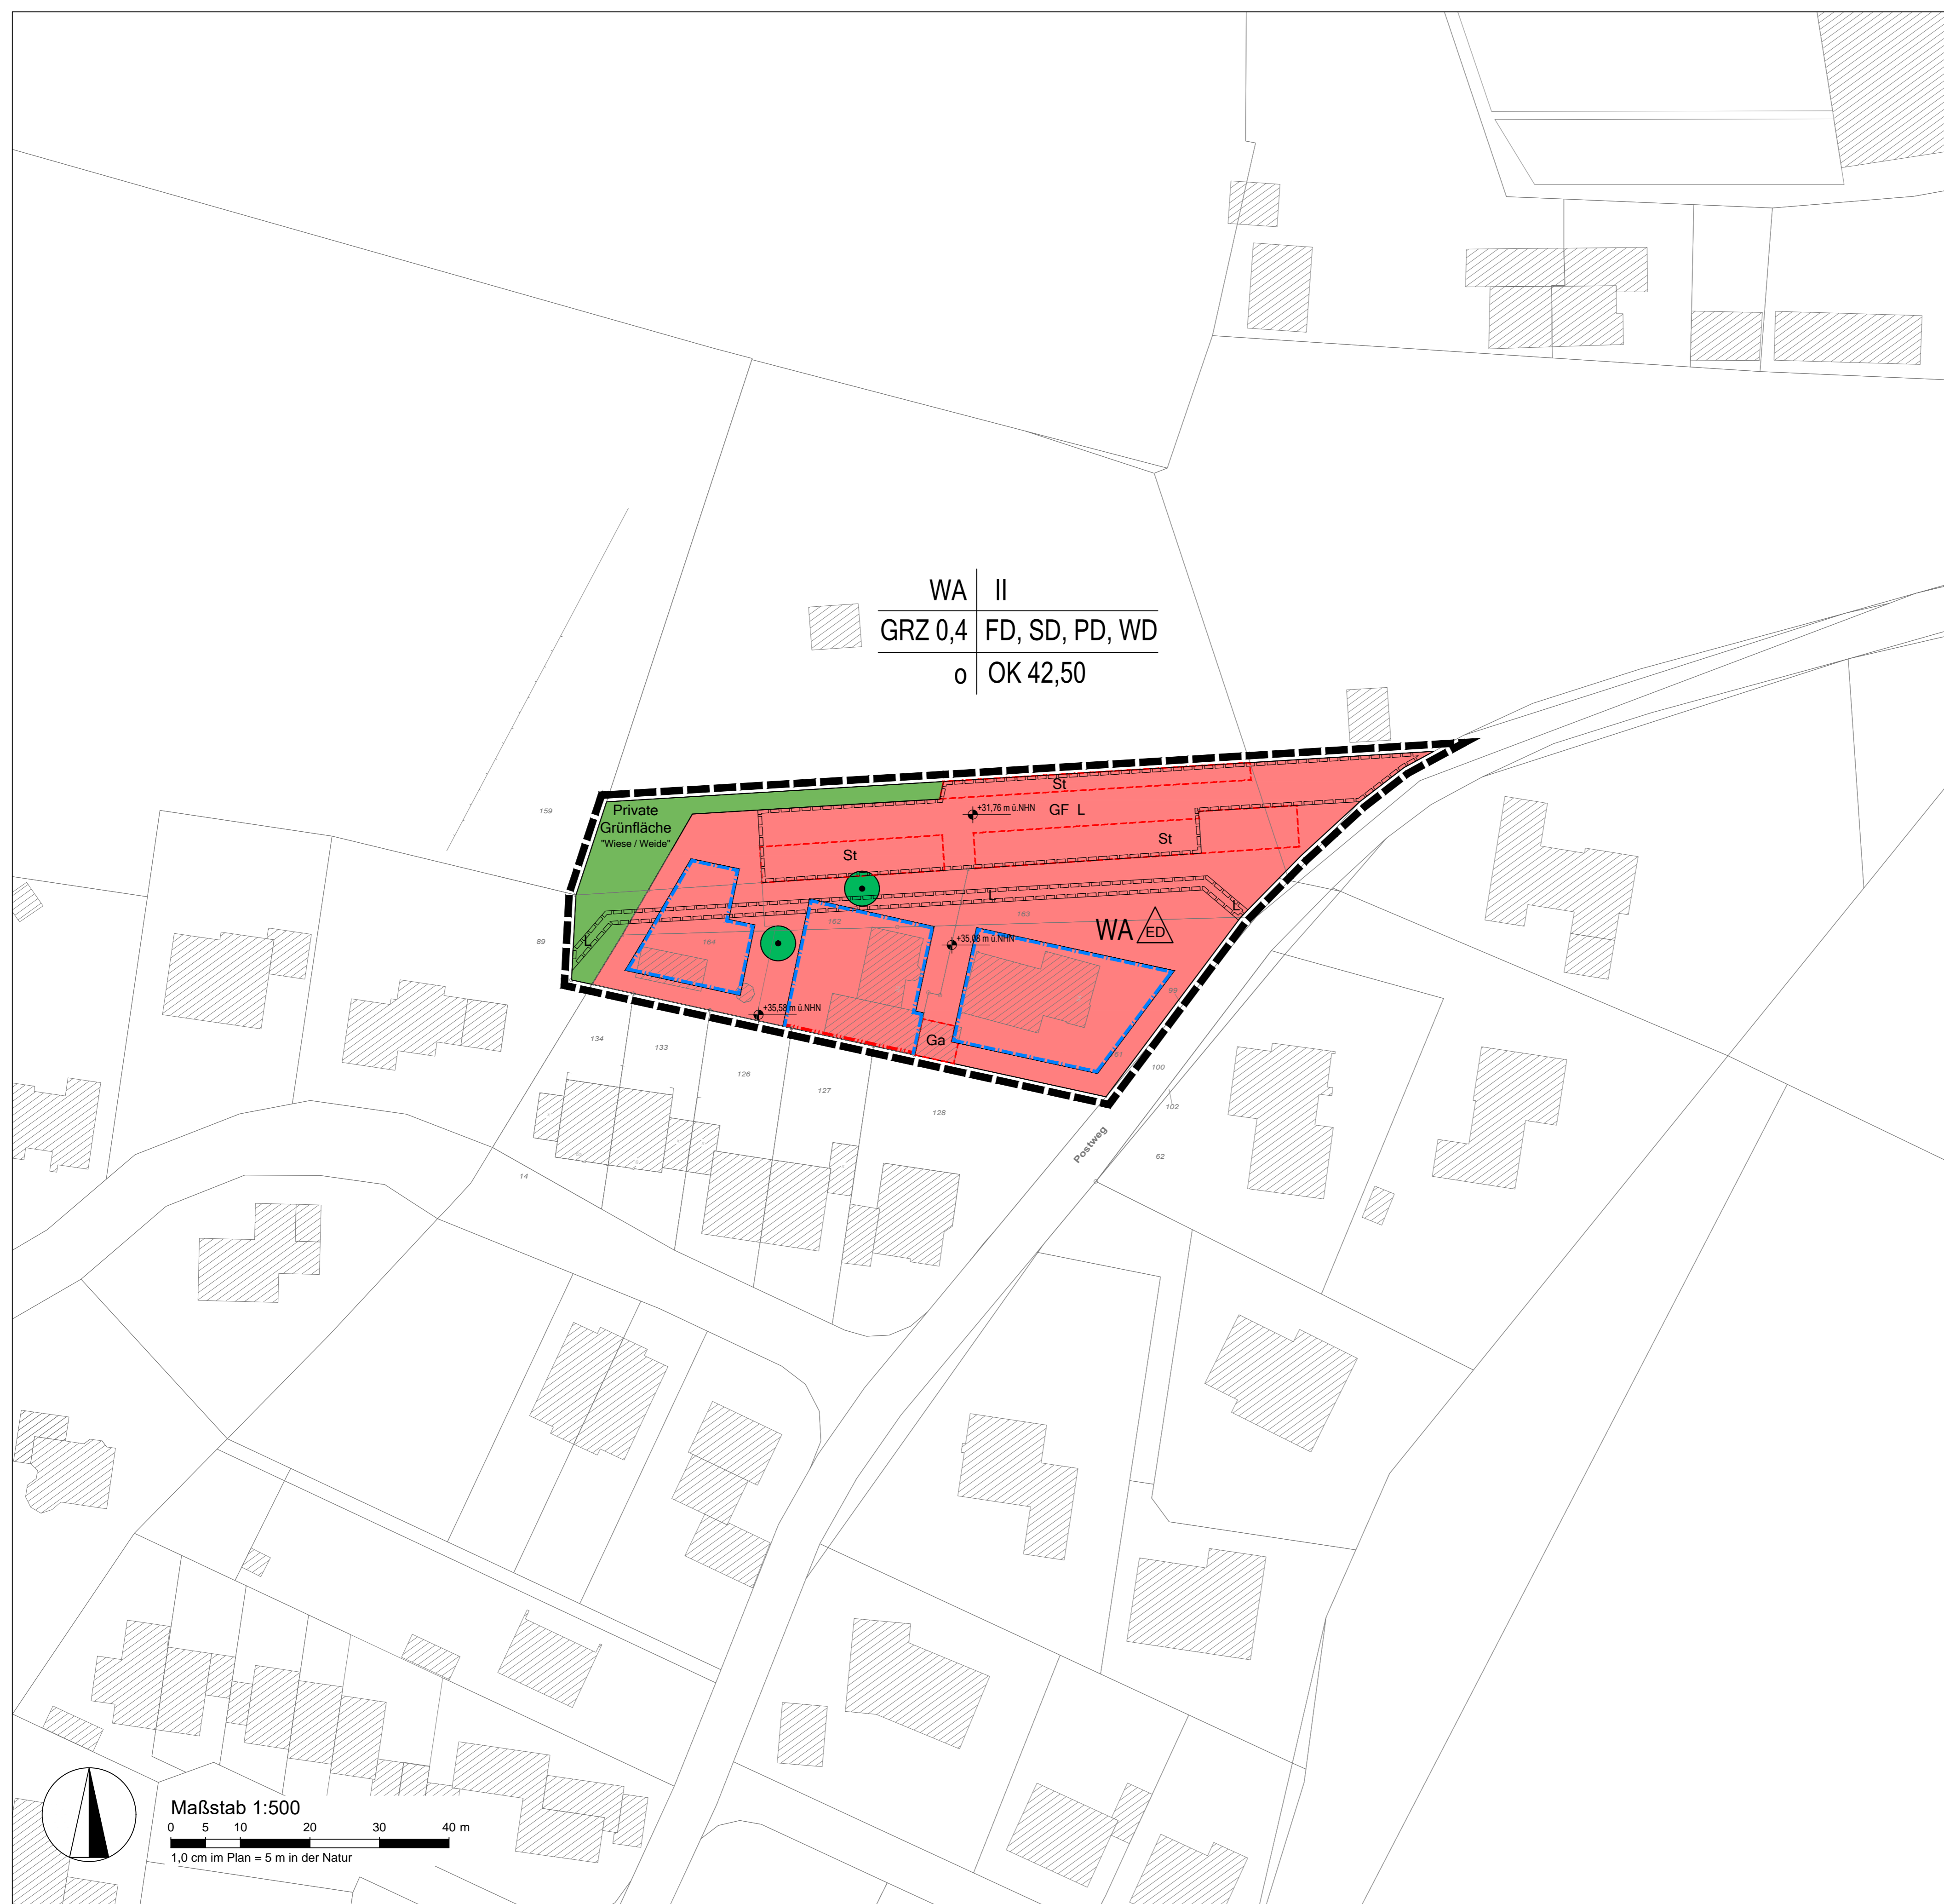 WA II
GRZ 0,4 FD, SD, PD, WD
o OK 42,50
St
+31,76 m ü.NHN
GF L
159
Private
Grünfläche
"Wiese / Weide"
St
St
L
L
162
163
WA
ED
89
L
164
+35,08 m ü.NHN
99
+35,58 m ü.NHN
Ga
61
134
133
126
127
128
100
102
Postweg
62
14
Maßstab 1:500
0 5 10 20 30 40 m
1,0 cm im Plan = 5 m in der Natur